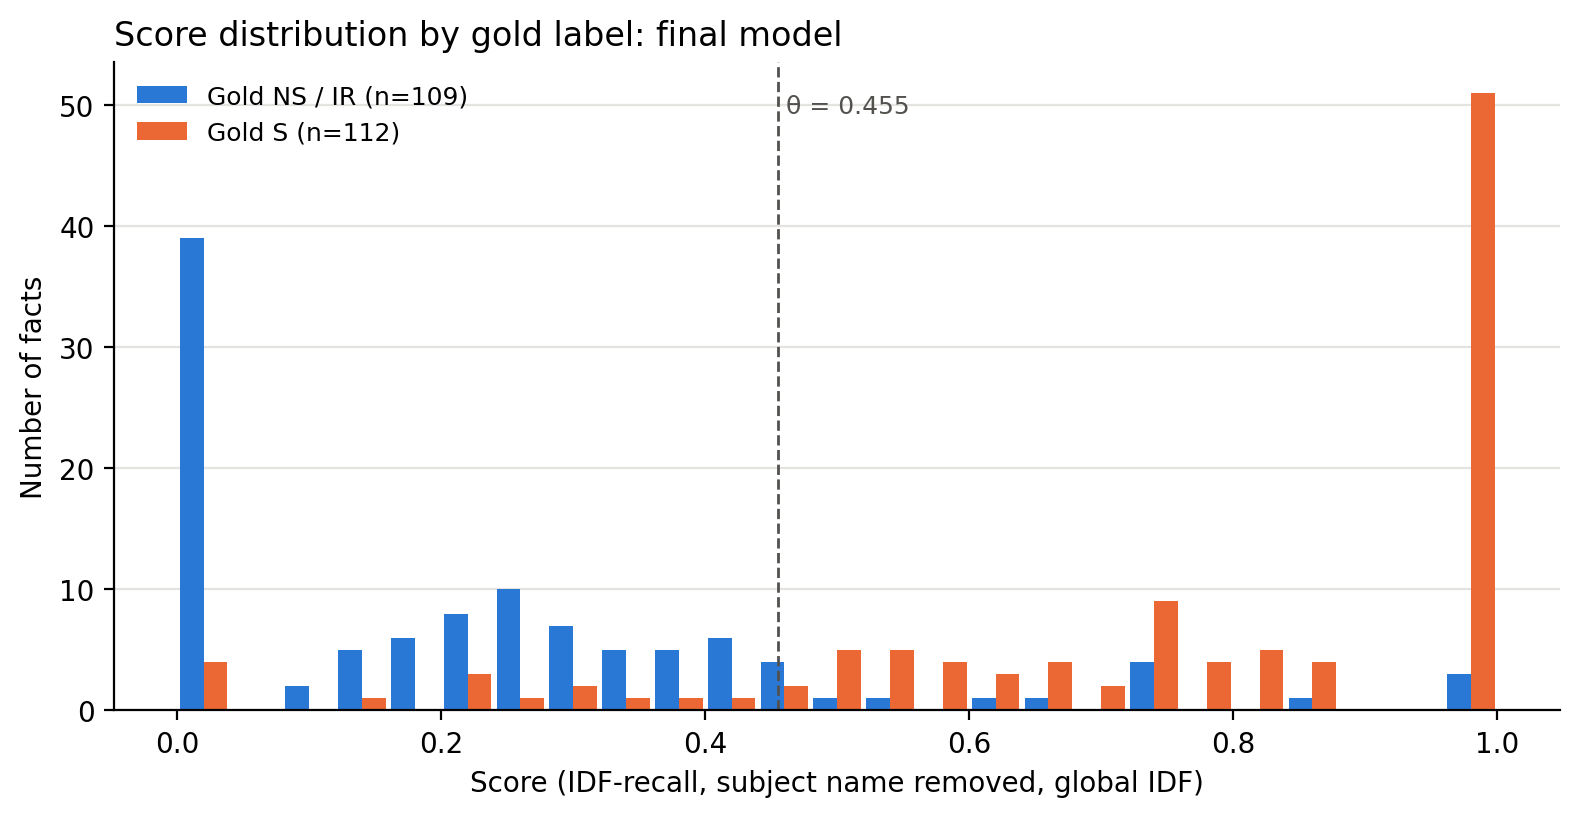 Score distribution by gold label: final model
Gold NS / IR (n=109)
Gold S (n=112)
θ = 0.455
50
40
30
20
10
0
Number of facts
0.0 0.2 0.4 0.6 0.8 1.0
Score (IDF-recall, subject name removed, global IDF)